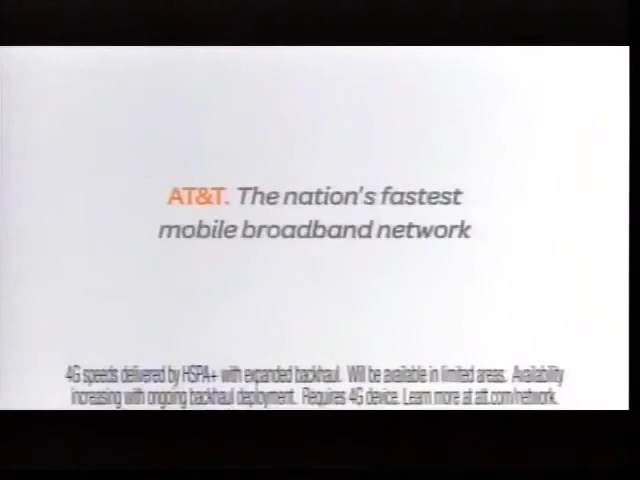 AT&T. The nation's fastest
mobile broadband network
4G speeds delivered by HSPA+ with expanded backhaul. Will be available in limited areas. Availability
increasing with ongoing backhaul deployment. Requires 4G device. Learn more at att.com/network.